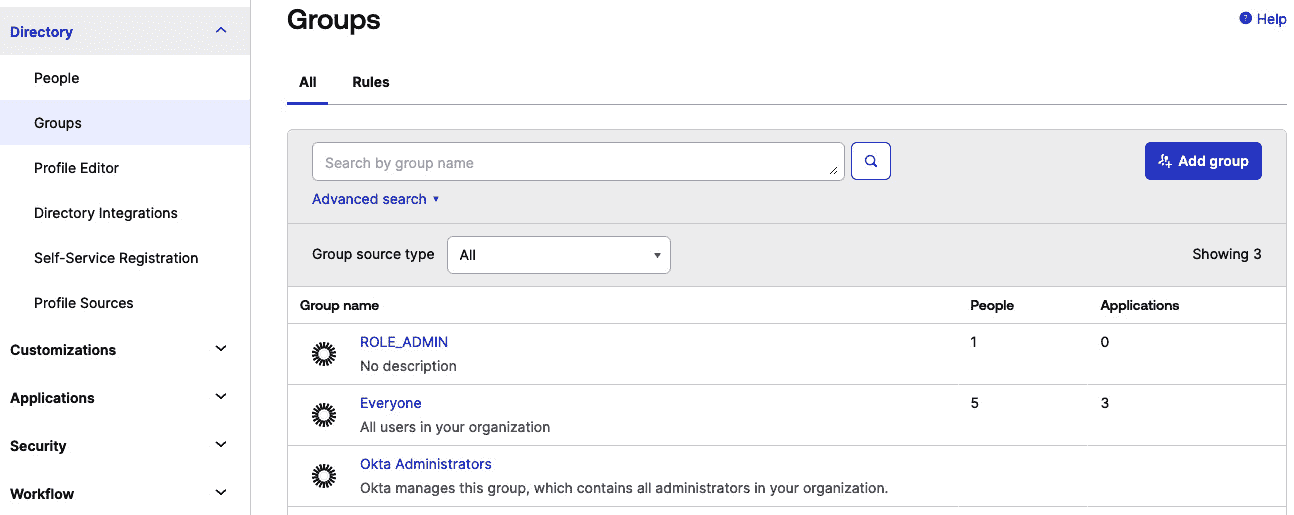 Directory
People
Groups
Profile Editor
Directory Integrations
Self-Service Registration
Profile Sources
Customizations
Applications
Security
Workflow
Groups
? Help
All Rules
Search by group name
Add group
Advanced search
Group source type All Showing 3
Group name People Applications
ROLE_ADMIN 1 0
No description
Everyone 5 3
All users in your organization
Okta Administrators
Okta manages this group, which contains all administrators in your organization.